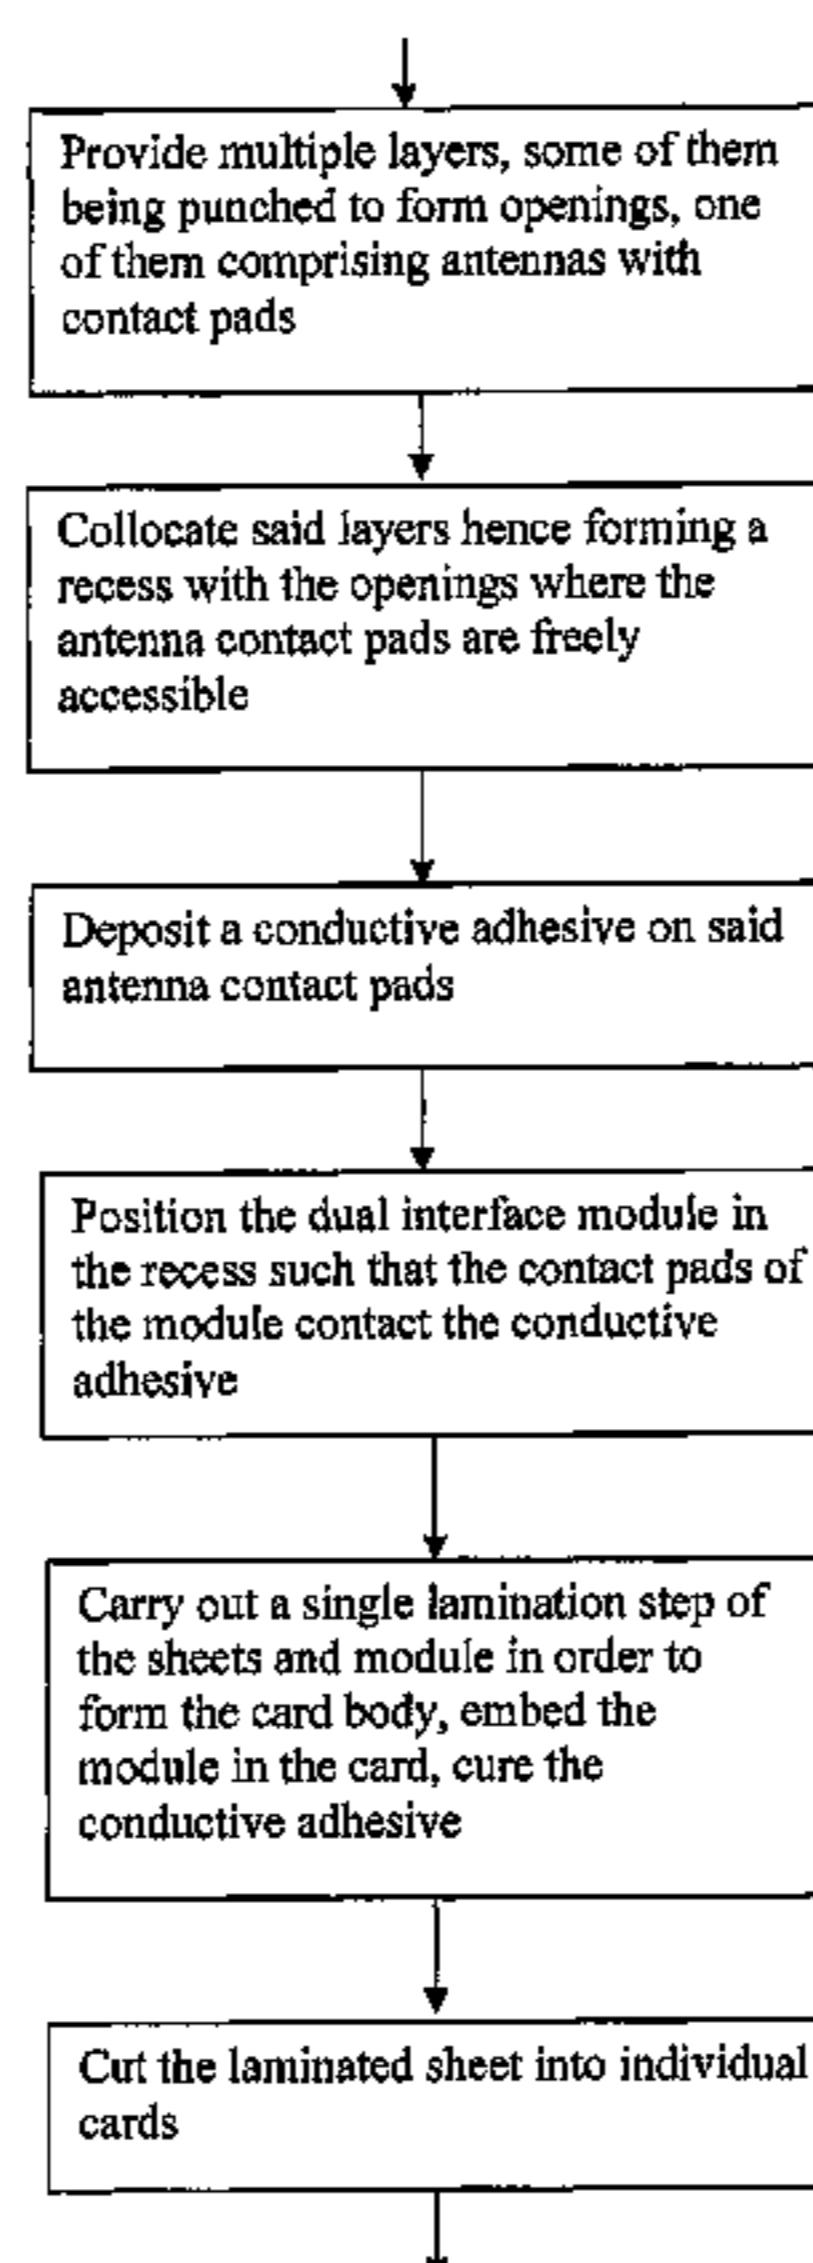 Provide multiple layers, some of them
being punched to form openings, one
of them comprising antennas with
contact pads
Collocate said layers hence forming a
recess with the openings where the
antenna contact pads are freely
accessible
Deposit a conductive adhesive on said
antenna contact pads
Position the dual interface module in
the recess such that the contact pads of
the module contact the conductive
adhesive
Carry out a single lamination step of
the sheets and module in order to
form the card body, embed the
module in the card, cure the
conductive adhesive
Cut the laminated sheet into individual
cards